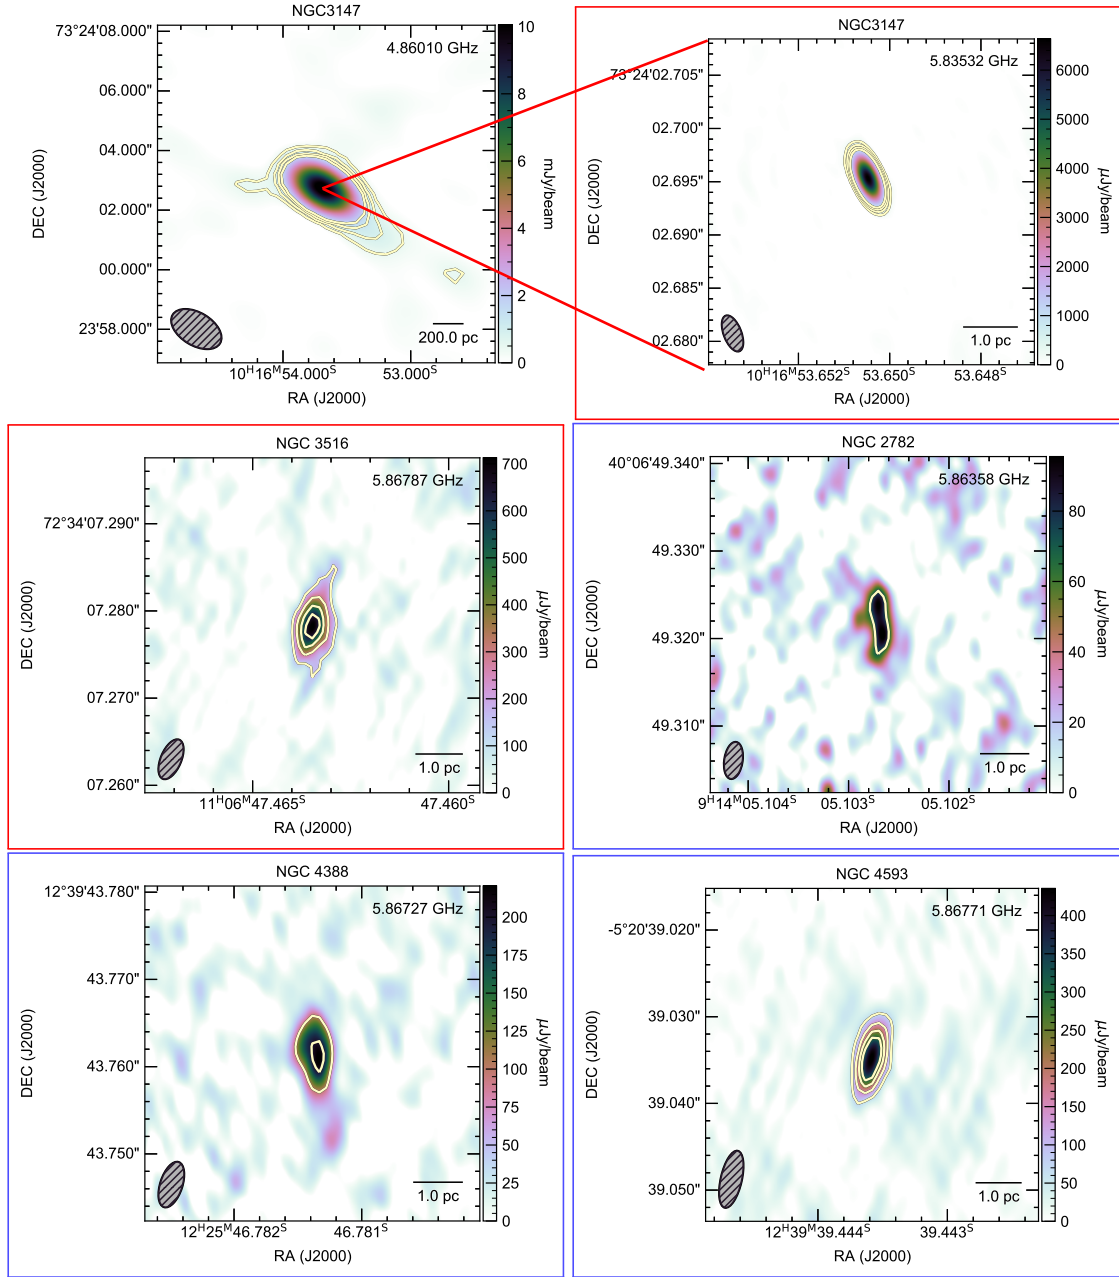 NGC3147
4.86010 GHz
73°24'08.000"
06.000"
04.000"
02.000"
00.000"
23'58.000"
DEC (J2000)
10ᴴ16ᴹ54.000ˢ
53.000ˢ
RA (J2000)
200.0 pc
10
8
6
4
2
0
mJy/beam
NGC3147
5.83532 GHz
73°24'02.705"
02.700"
02.695"
02.690"
02.685"
02.680"
DEC (J2000)
10ᴴ16ᴹ53.652ˢ
53.650ˢ
53.648ˢ
RA (J2000)
1.0 pc
6000
5000
4000
3000
2000
1000
0
μJy/beam
NGC 3516
5.86787 GHz
72°34'07.290"
07.280"
07.270"
07.260"
DEC (J2000)
11ᴴ06ᴹ47.465ˢ
47.460ˢ
RA (J2000)
1.0 pc
700
600
500
400
300
200
100
0
μJy/beam
NGC 2782
5.86358 GHz
40°06'49.340"
49.330"
49.320"
49.310"
DEC (J2000)
9ᴴ14ᴹ05.104ˢ
05.103ˢ
05.102ˢ
RA (J2000)
1.0 pc
80
60
40
20
0
μJy/beam
NGC 4388
5.86727 GHz
12°39'43.780"
43.770"
43.760"
43.750"
DEC (J2000)
12ᴴ25ᴹ46.782ˢ
46.781ˢ
RA (J2000)
1.0 pc
200
175
150
125
100
75
50
25
0
μJy/beam
NGC 4593
5.86771 GHz
-5°20'39.020"
39.030"
39.040"
39.050"
DEC (J2000)
12ᴴ39ᴹ39.444ˢ
39.443ˢ
RA (J2000)
1.0 pc
400
350
300
250
200
150
100
50
0
μJy/beam